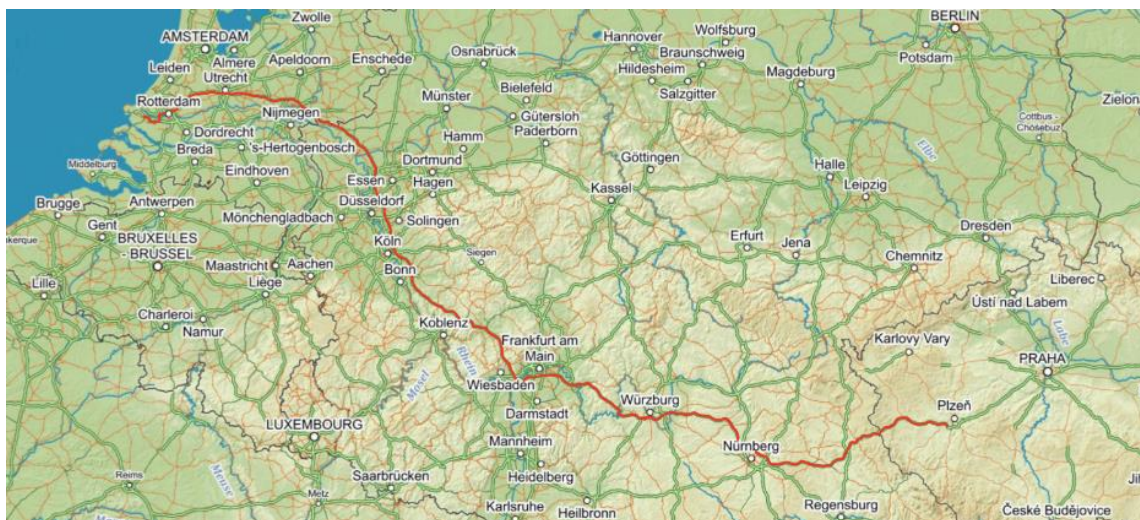 Zwolle
BERLIN
AMSTERDAM
Hannover
Wolfsburg
Almere
Osnabrück
Braunschweig
Potsdam
Leiden
Utrecht
Apeldoorn
Enschede
Hildesheim
Magdeburg
Bielefeld
Salzgitter
Rotterdam
Münster
Zielon
Nijmegen
Gütersloh
Cottbus -
Chóśebuz
Dordrecht
Hamm
Paderborn
's-Hertogenbosch
Elbe
Breda
Dortmund
Göttingen
Halle
Middelburg
Eindhoven
Essen
Hagen
Kassel
Leipzig
Brugge
Antwerpen
Düsseldorf
Gent
Mönchengladbach
Solingen
Dresden
nkerque
BRUXELLES
- BRUSSEL
Köln
Erfurt
Jena
Siegen
Maastricht
Aachen
Chemnitz
Bonn
Liberec
Lille
Liège
Ústí nad Labem
Charleroi
Namur
Koblenz
Karlovy Vary
Labe
Frankfurt am
Main
Rhein
PRAHA
Mosel
Wiesbaden
Würzburg
Plzeň
Darmstadt
LUXEMBOURG
Mannheim
Nürnberg
Reims
Meuse
Saarbrücken
Heidelberg
Metz
Karlsruhe
Heilbronn
Regensburg
České Budějovice
Jih